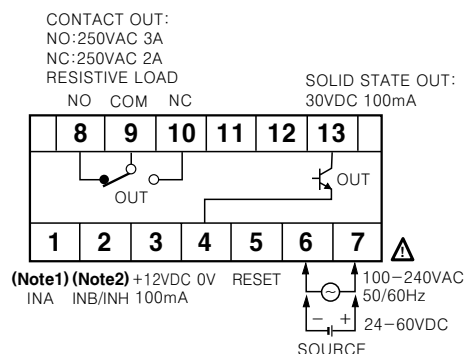 CONTACT OUT:
NO:250VAC 3A
NC:250VAC 2A
RESISTIVE LOAD
SOLID STATE OUT:
30VDC 100mA
NO COM NC
8 9 10 11 12 13
OUT
OUT
1 2 3 4 5 6 7
(Note1) (Note2) +12VDC 0V RESET
INA INB/INH 100mA
100-240VAC
50/60Hz
- +
24-60VDC
SOURCE